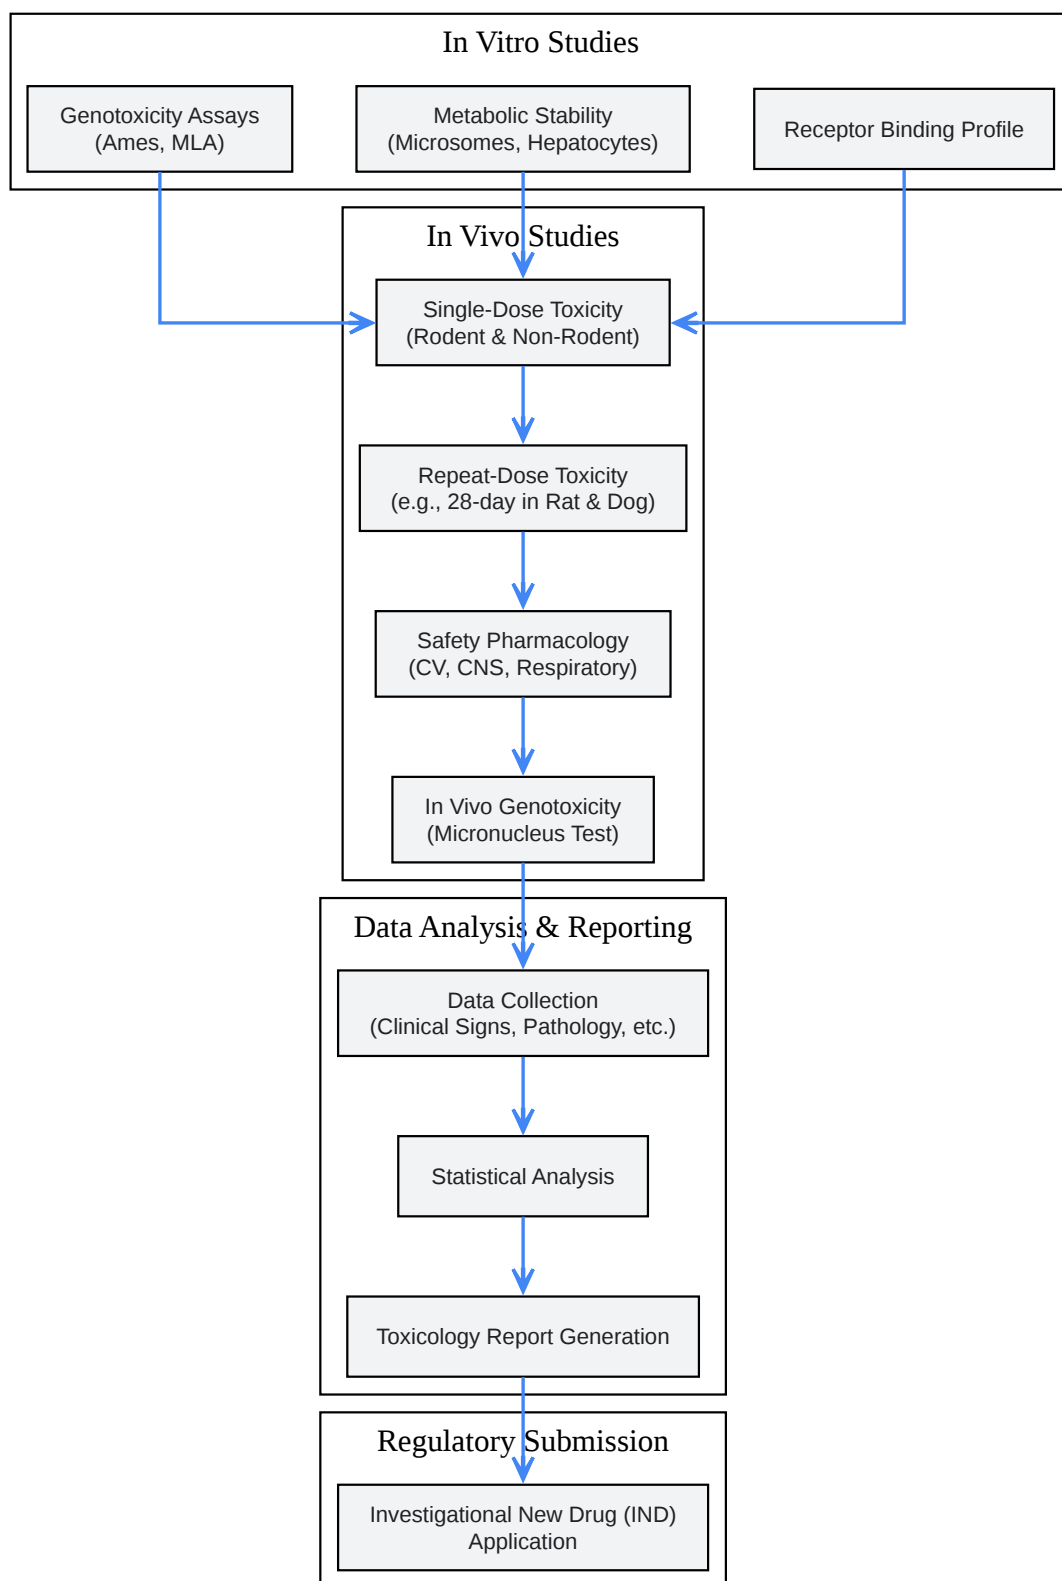 In Vitro Studies
Genotoxicity Assays
(Ames, MLA)
Metabolic Stability
(Microsomes, Hepatocytes)
Receptor Binding Profile
In Vivo Studies
Single-Dose Toxicity
(Rodent & Non-Rodent)
Repeat-Dose Toxicity
(e.g., 28-day in Rat & Dog)
Safety Pharmacology
(CV, CNS, Respiratory)
In Vivo Genotoxicity
(Micronucleus Test)
Data Analysis & Reporting
Data Collection
(Clinical Signs, Pathology, etc.)
Statistical Analysis
Toxicology Report Generation
Regulatory Submission
Investigational New Drug (IND)
Application